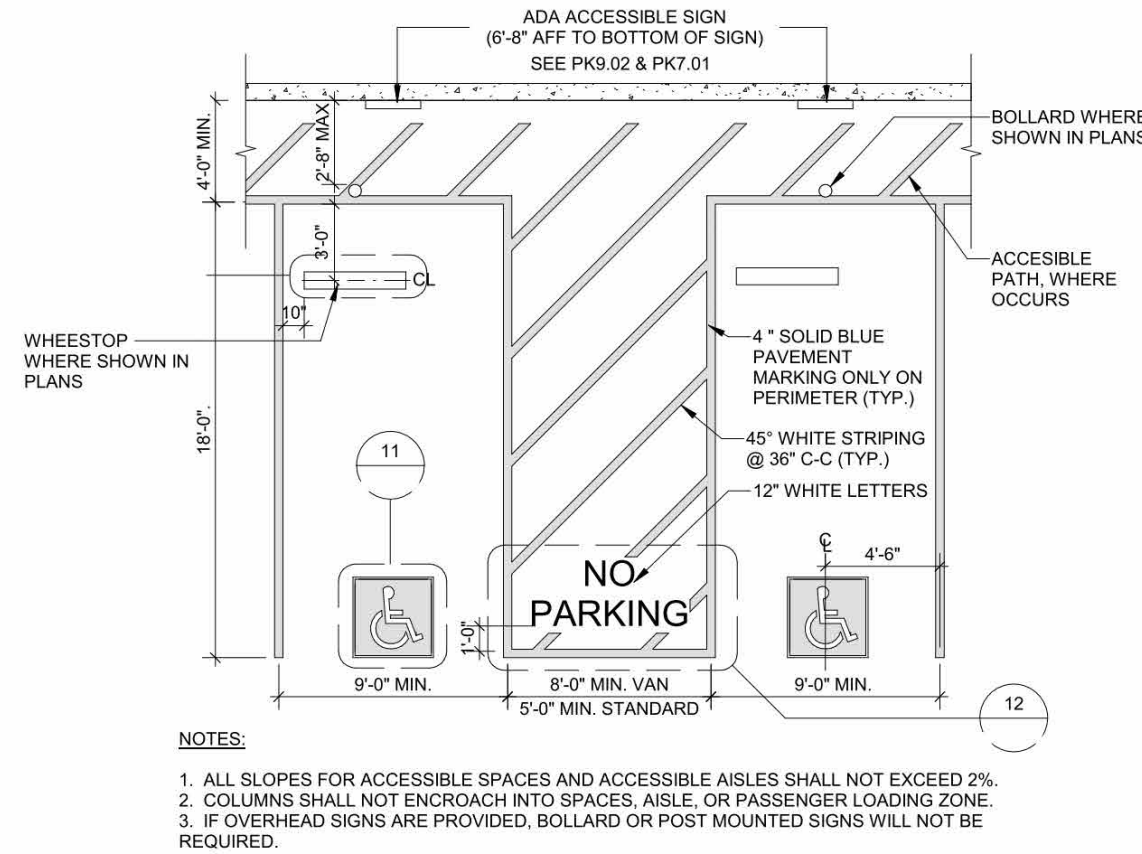 ADA ACCESSIBLE SIGN
(6'-8" AFF TO BOTTOM OF SIGN)
SEE PK9.02 & PK7.01
BOLLARD WHERE
SHOWN IN PLANS
4'-0" MIN.
2'-8" MAX
3'-0"
CL
10"
WHEESTOP
WHERE SHOWN IN
PLANS
ACCESIBLE
PATH, WHERE
OCCURS
4 " SOLID BLUE
PAVEMENT
MARKING ONLY ON
PERIMETER (TYP.)
18'-0".
45° WHITE STRIPING
@ 36" C-C (TYP.)
11
12" WHITE LETTERS
CL
4'-6"
NO
PARKING
1'-0"
9'-0" MIN.
8'-0" MIN. VAN
5'-0" MIN. STANDARD
9'-0" MIN.
12
NOTES:
1. ALL SLOPES FOR ACCESSIBLE SPACES AND ACCESSIBLE AISLES SHALL NOT EXCEED 2%.
2. COLUMNS SHALL NOT ENCROACH INTO SPACES, AISLE, OR PASSENGER LOADING ZONE.
3. IF OVERHEAD SIGNS ARE PROVIDED, BOLLARD OR POST MOUNTED SIGNS WILL NOT BE
REQUIRED.